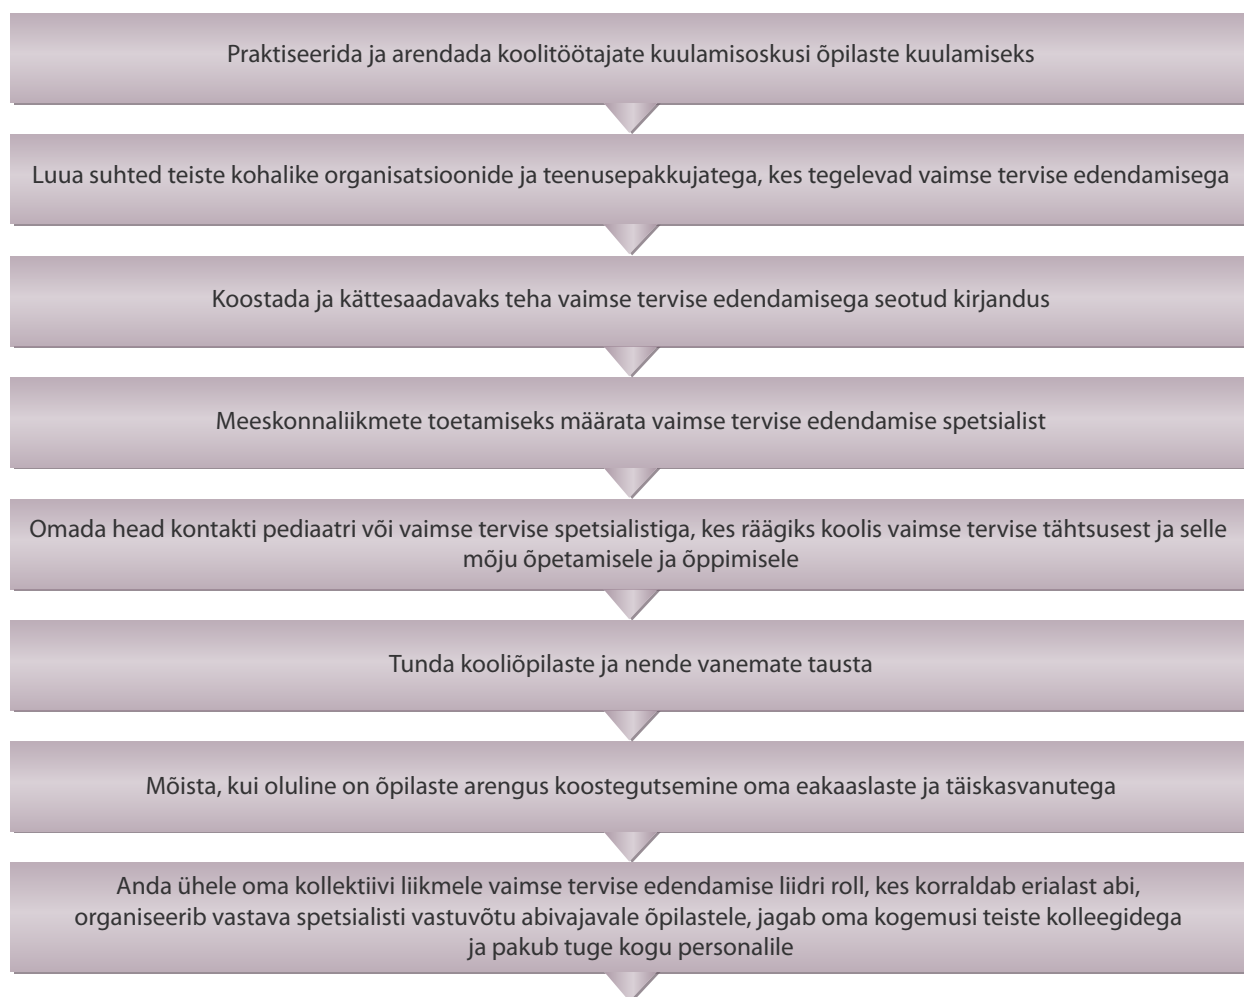 Praktiseerida ja arendada koolitöötajate kuulamisoskusi õpilaste kuulamiseks
Luua suhted teiste kohalike organisatsioonide ja teenusepakkujatega, kes tegelevad vaimse tervise edendamisega
Koostada ja kättesaadavaks teha vaimse tervise edendamisega seotud kirjandus
Meeskonnaliikmete toetamiseks määrata vaimse tervise edendamise spetsialist
Omada head kontakti pediaatri või vaimse tervise spetsialistiga, kes räägiks koolis vaimse tervise tähtsusest ja selle
mõju õpetamisele ja õppimisele
Tunda kooliõpilaste ja nende vanemate tausta
Mõista, kui oluline on õpilaste arengus koostegutsemine oma eakaaslaste ja täiskasvanutega
Anda ühele oma kollektiivi liikmele vaimse tervise edendamise liidri roll, kes korraldab erialast abi,
organiseerib vastava spetsialisti vastuvõtu abivajavale õpilastele, jagab oma kogemusi teiste kolleegidega
ja pakub tuge kogu personalile